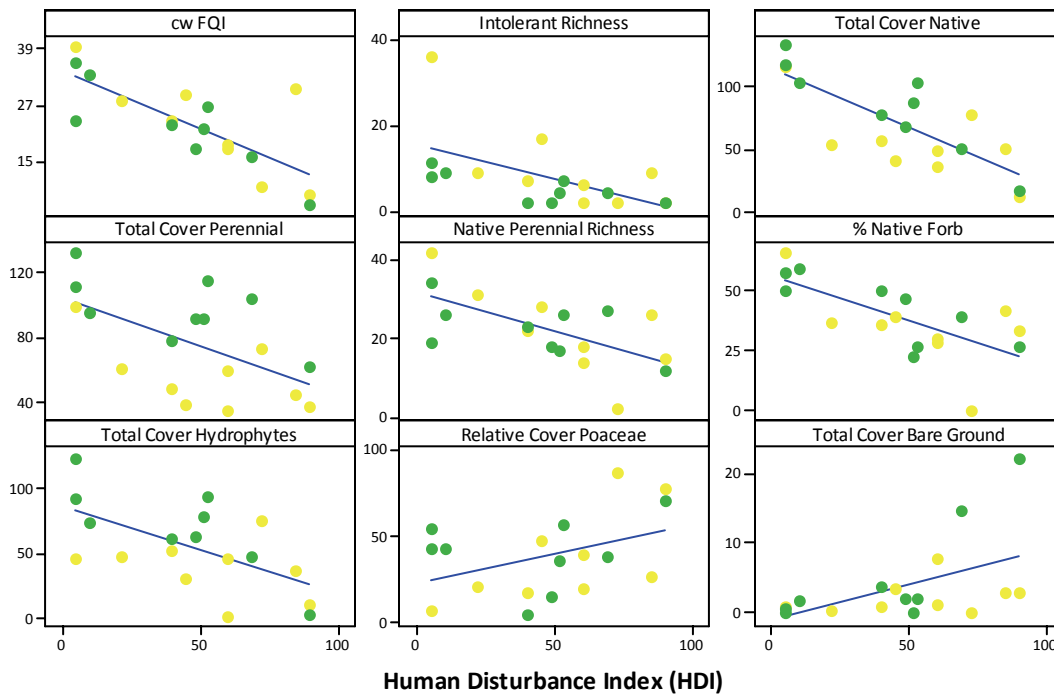 cw FQI
Intolerant Richness
Total Cover Native
39
27
15
40
20
0
100
50
0
Total Cover Perennial
Native Perennial Richness
% Native Forb
120
80
40
40
20
0
50
25
0
Total Cover Hydrophytes
Relative Cover Poaceae
Total Cover Bare Ground
100
50
0
100
50
0
20
10
0
0 50 100
0 50 100
0 50 100
Human Disturbance Index (HDI)